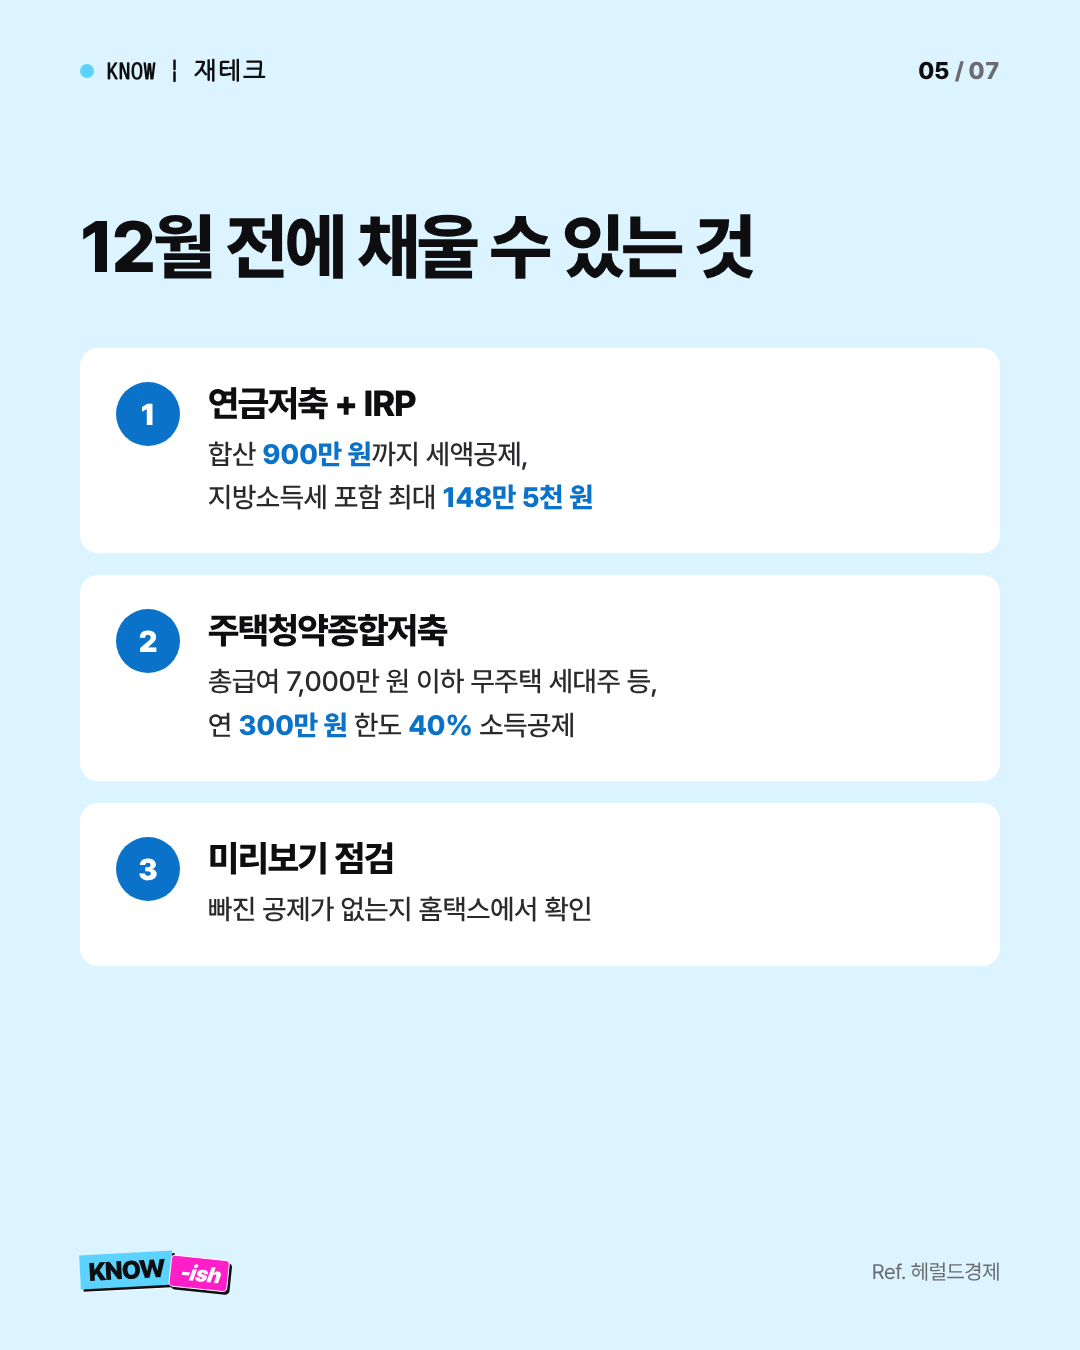 KNOW | 재테크
05 / 07
12월 전에 채울 수 있는 것
1
연금저축 + IRP
합산 900만 원까지 세액공제,
지방소득세 포함 최대 148만 5천 원
2
주택청약종합저축
총급여 7,000만 원 이하 무주택 세대주 등,
연 300만 원 한도 40% 소득공제
3
미리보기 점검
빠진 공제가 없는지 홈택스에서 확인
KNOW -ish
Ref. 헤럴드경제